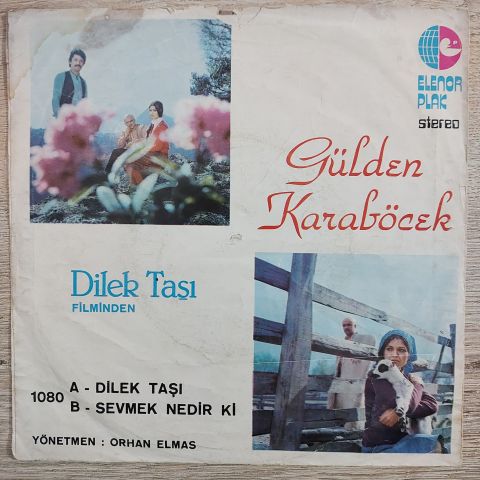 ELENOR
PLAK
stereo
Gülden
Karaböcek
Dilek Taşı
FİLMİNDEN
1080
A - DİLEK TAŞI
B - SEVMEK NEDİR Kİ
YÖNETMEN : ORHAN ELMAS